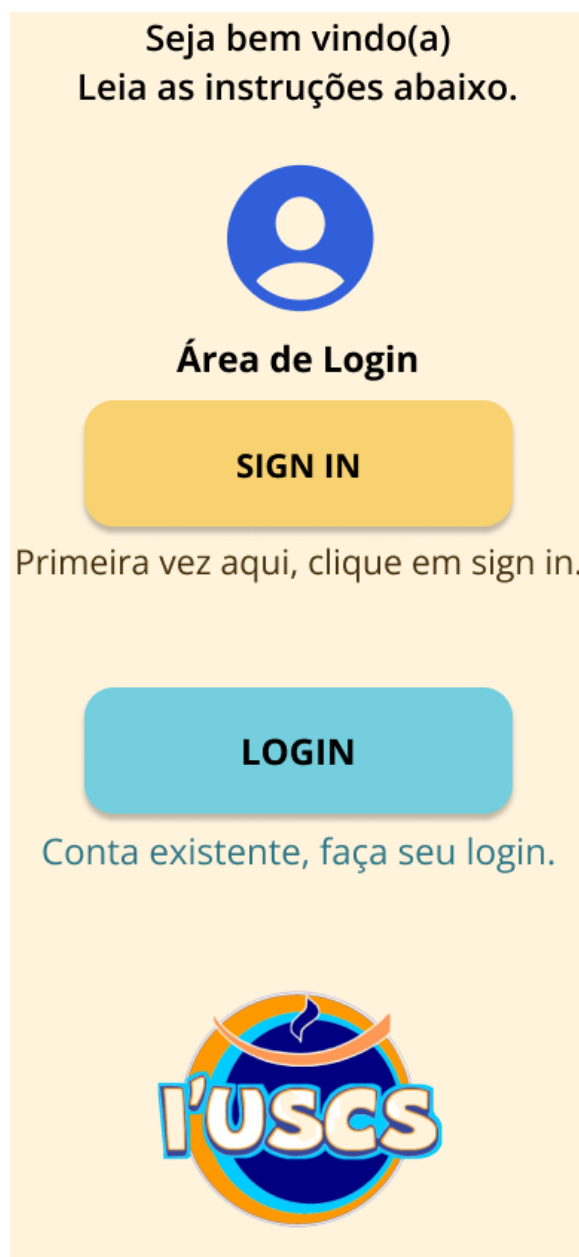 Seja bem vindo(a)
Leia as instruções abaixo.
Área de Login
SIGN IN
Primeira vez aqui, clique em sign in.
LOGIN
Conta existente, faça seu login.
l'USCS